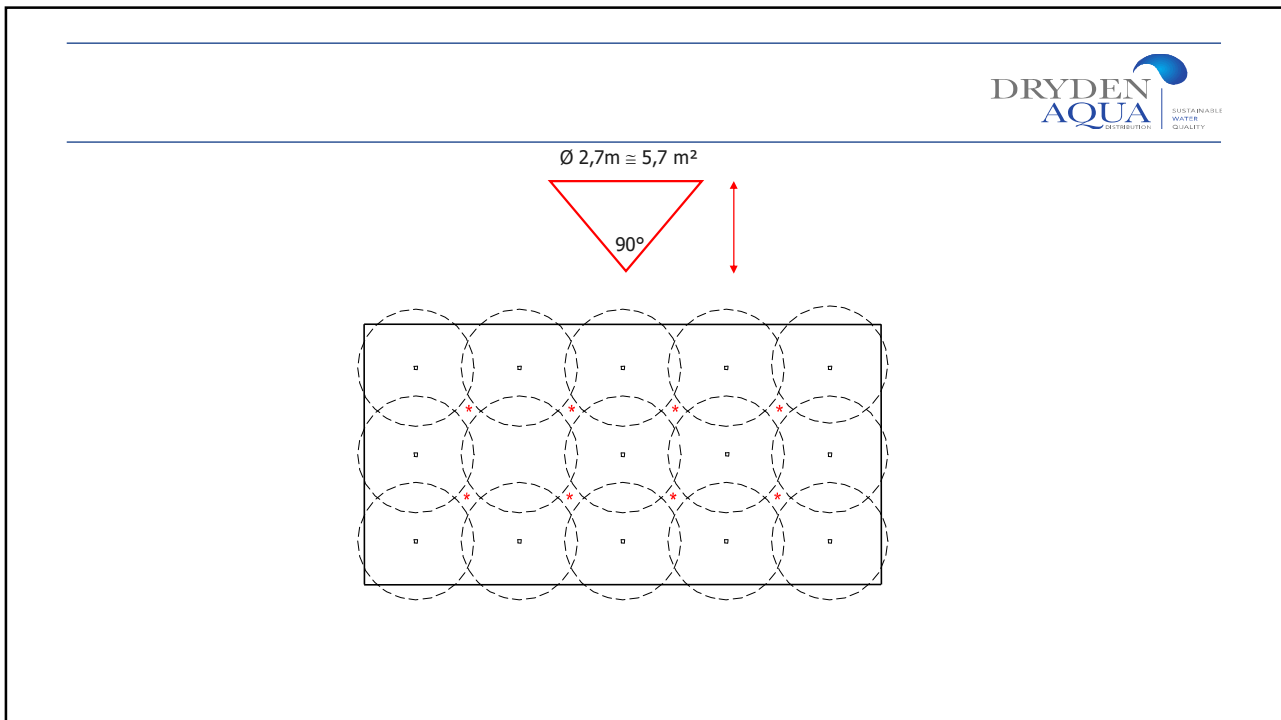 DRYDEN
AQUA
DISTRIBUTION
SUSTAINABLE
WATER
QUALITY
Ø 2,7m ≅ 5,7 m²
90°
* * * *
* * * *